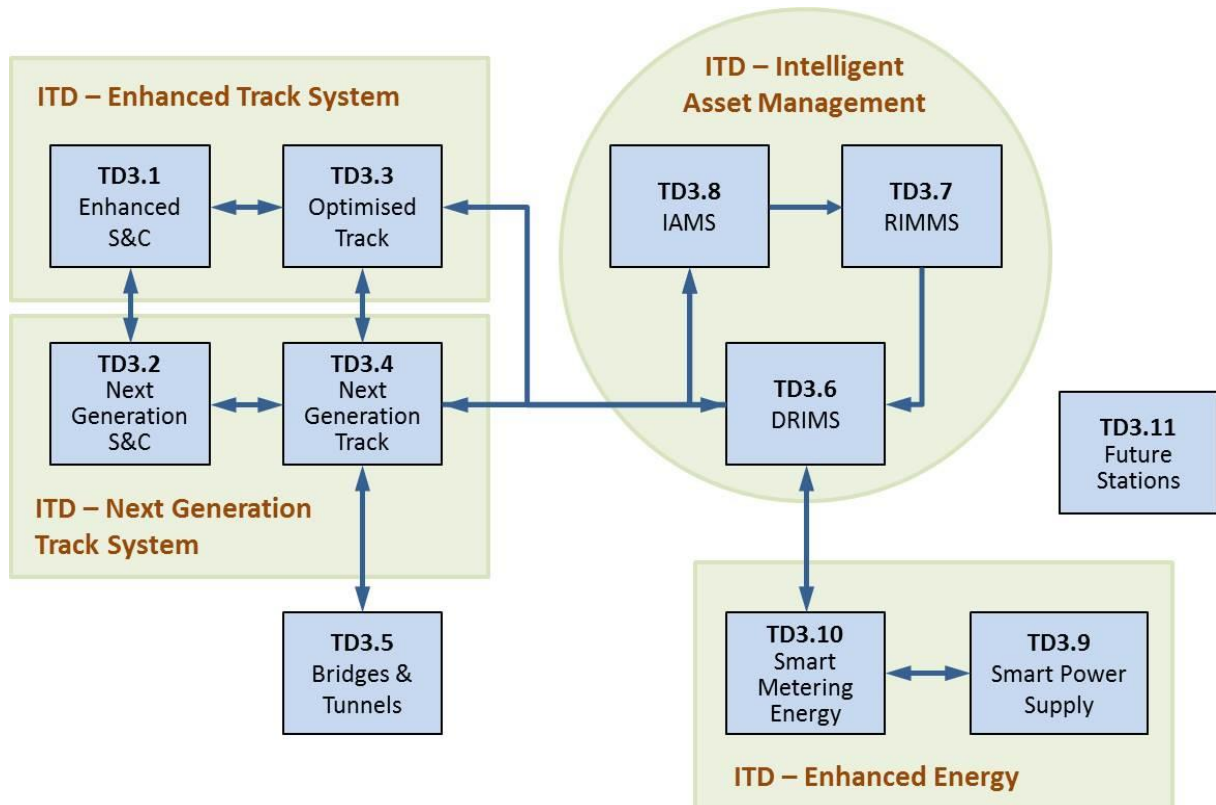 ITD – Enhanced Track System
TD3.1
Enhanced
S&C
TD3.3
Optimised
Track
TD3.2
Next
Generation
S&C
TD3.4
Next
Generation
Track
ITD – Next Generation
Track System
TD3.5
Bridges &
Tunnels
ITD – Intelligent
Asset Management
TD3.8
IAMS
TD3.7
RIMMS
TD3.6
DRIMS
TD3.11
Future
Stations
TD3.10
Smart
Metering
Energy
TD3.9
Smart Power
Supply
ITD – Enhanced Energy